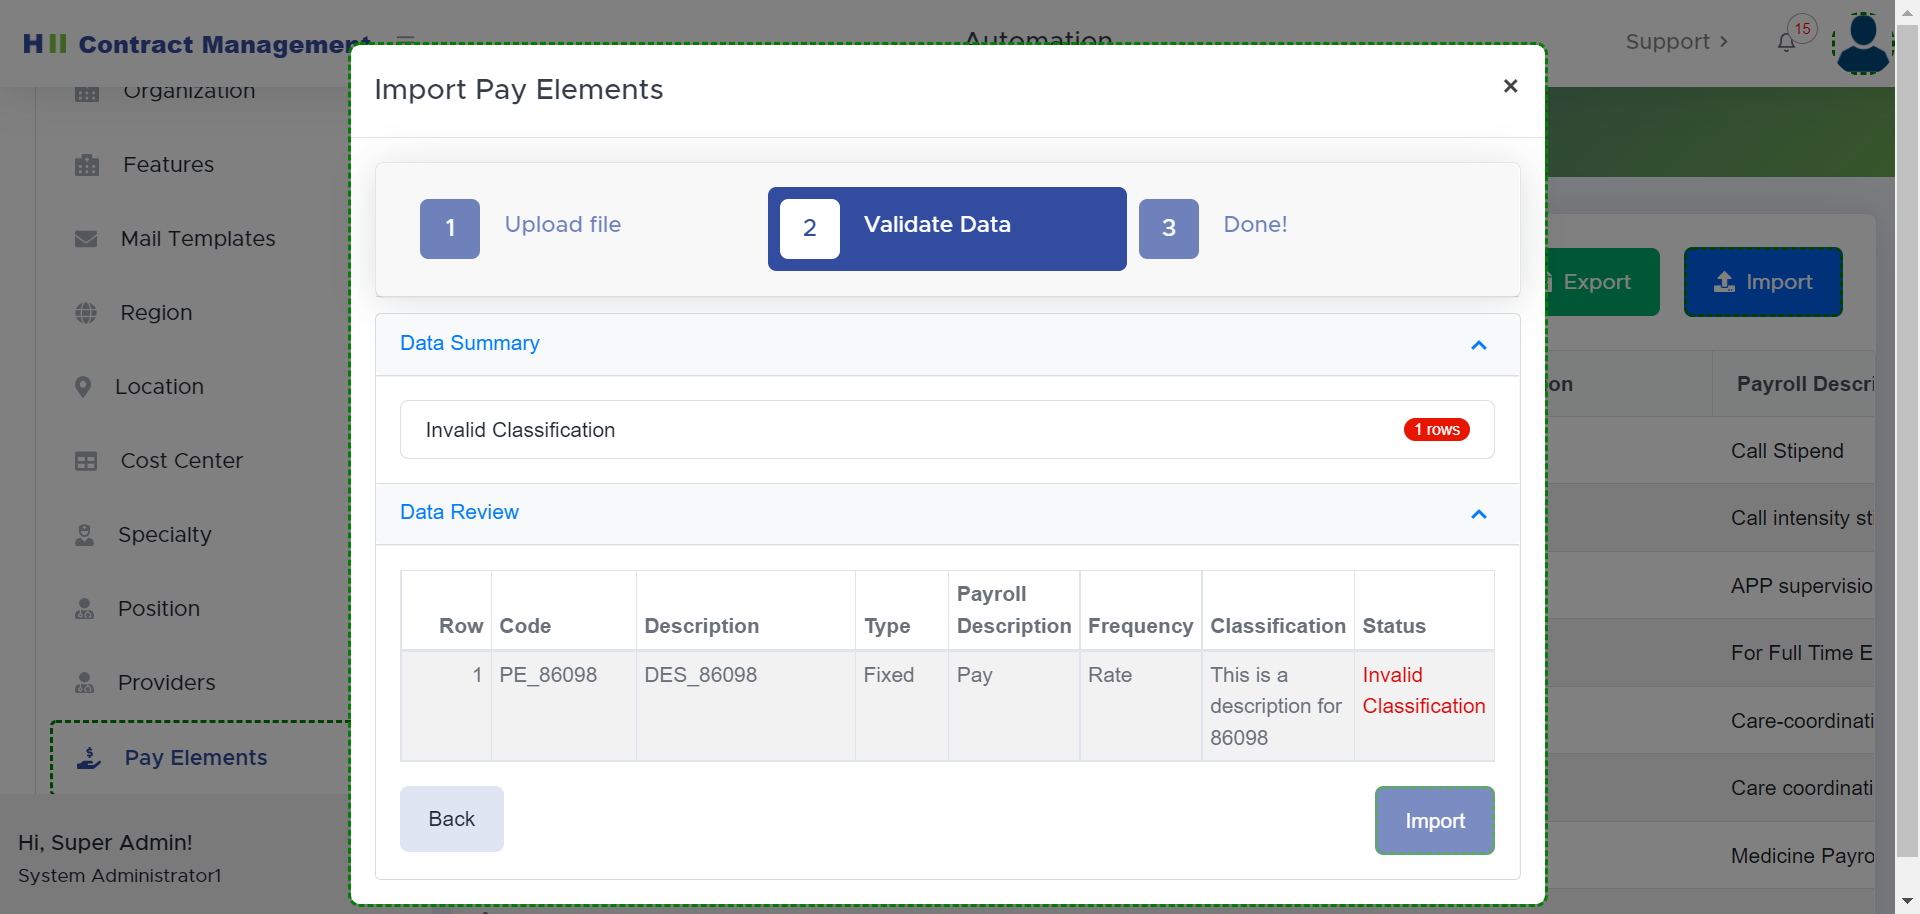 H Contract Management
Automation
Support
15
Organization
Features
Mail Templates
Region
Location
Cost Center
Specialty
Position
Providers
Pay Elements
Hi, Super Admin!
System Administrator1
Import Pay Elements
×
1 Upload file
2 Validate Data
3 Done!
Data Summary
Invalid Classification 1 rows
Data Review
Row Code Description Type Payroll Description Frequency Classification Status
1 PE_86098 DES_86098 Fixed Pay Rate This is a description for 86098 Invalid Classification
Back
Import
Export
Import
on Payroll Descri
Call Stipend
Call intensity st
APP supervisio
For Full Time E
Care-coordinati
Care coordinati
Medicine Payro